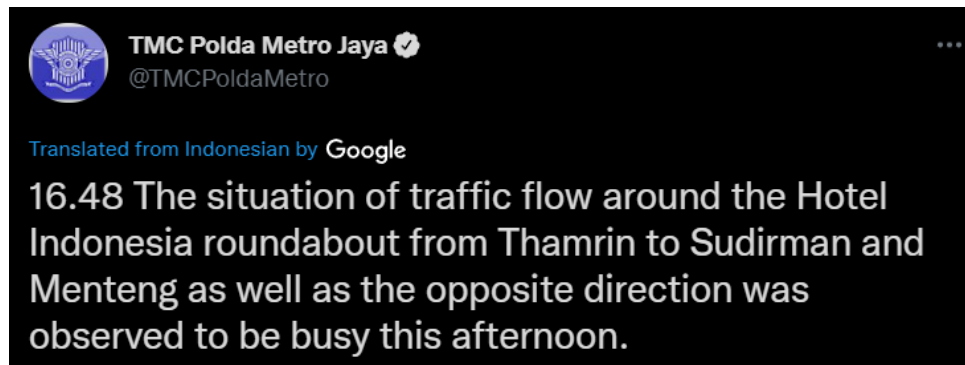 TMC Polda Metro Jaya
@TMCPoldaMetro
Translated from Indonesian by Google
16.48 The situation of traffic flow around the Hotel
Indonesia roundabout from Thamrin to Sudirman and
Menteng as well as the opposite direction was
observed to be busy this afternoon.